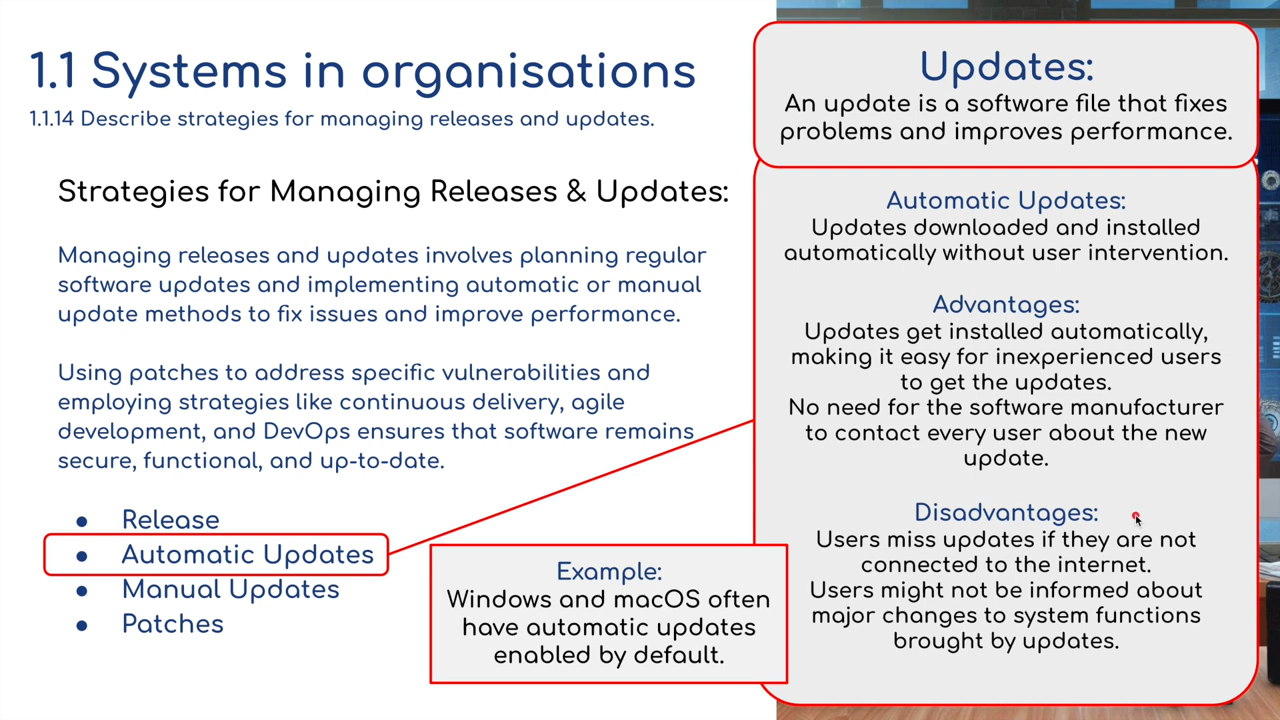 1.1 Systems in organisations
1.1.14 Describe strategies for managing releases and updates.
Strategies for Managing Releases & Updates:
Managing releases and updates involves planning regular
software updates and implementing automatic or manual
update methods to fix issues and improve performance.
Using patches to address specific vulnerabilities and
employing strategies like continuous delivery, agile
development, and DevOps ensures that software remains
secure, functional, and up-to-date.
● Release
● Automatic Updates
● Manual Updates
● Patches
Example:
Windows and macOS often
have automatic updates
enabled by default.
Updates:
An update is a software file that fixes
problems and improves performance.
Automatic Updates:
Updates downloaded and installed
automatically without user intervention.
Advantages:
Updates get installed automatically,
making it easy for inexperienced users
to get the updates.
No need for the software manufacturer
to contact every user about the new
update.
Disadvantages:
Users miss updates if they are not
connected to the internet.
Users might not be informed about
major changes to system functions
brought by updates.